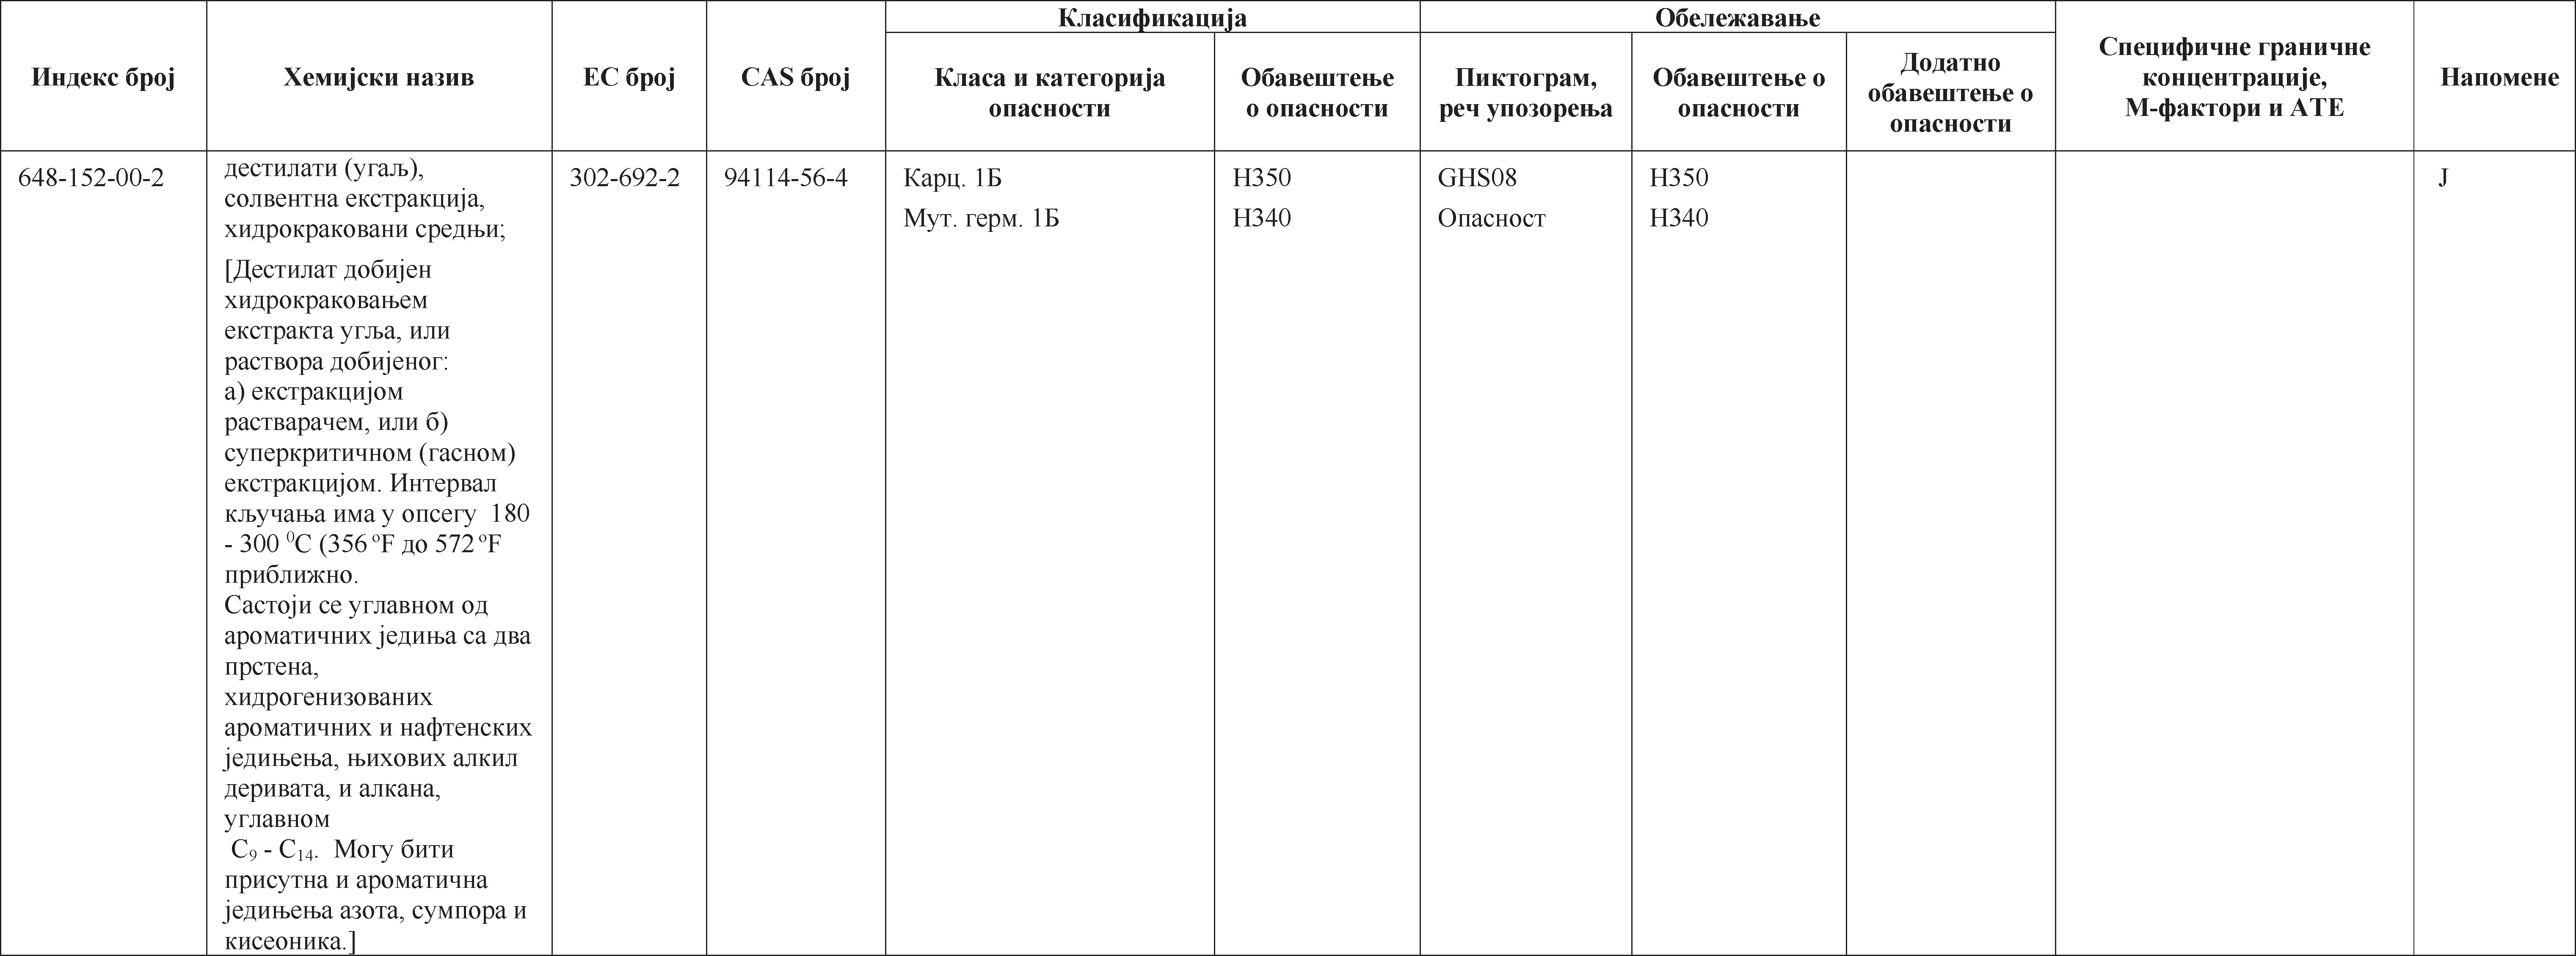 Индекс број
Хемијски назив
ЕС број
CAS број
Класификација
Обележавање
Специфичне граничне
концентрације,
М-фактори и АТЕ
Напомене
Класа и категорија
опасности
Обавештење
о опасности
Пиктограм,
реч упозорења
Обавештење о
опасности
Додатно
обавештење о
опасности
648-152-00-2
дестилати (угаљ),
солвентна екстракција,
хидрокраковани средњи;
[Дестилат добијен
хидрокраковањем
екстракта угља, или
раствора добијеног:
а) екстракцијом
растварачем, или б)
суперкритичном (гасном)
екстракцијом. Интервал
кључања има у опсегу  180
- 300 ⁰C (356 ºF до 572 ºF
приближно.
Састоји се углавном од
ароматичних једиња са два
прстена,
хидрогенизованих
ароматичних и нафтенских
једињења, њихових алкил
деривата, и алкана,
углавном
C₉ - C₁₄.  Могу бити
присутна и ароматична
једињења азота, сумпора и
кисеоника.]
302-692-2
94114-56-4
Карц. 1Б
Мут. герм. 1Б
H350
H340
GHS08
Опасност
H350
H340
Ј